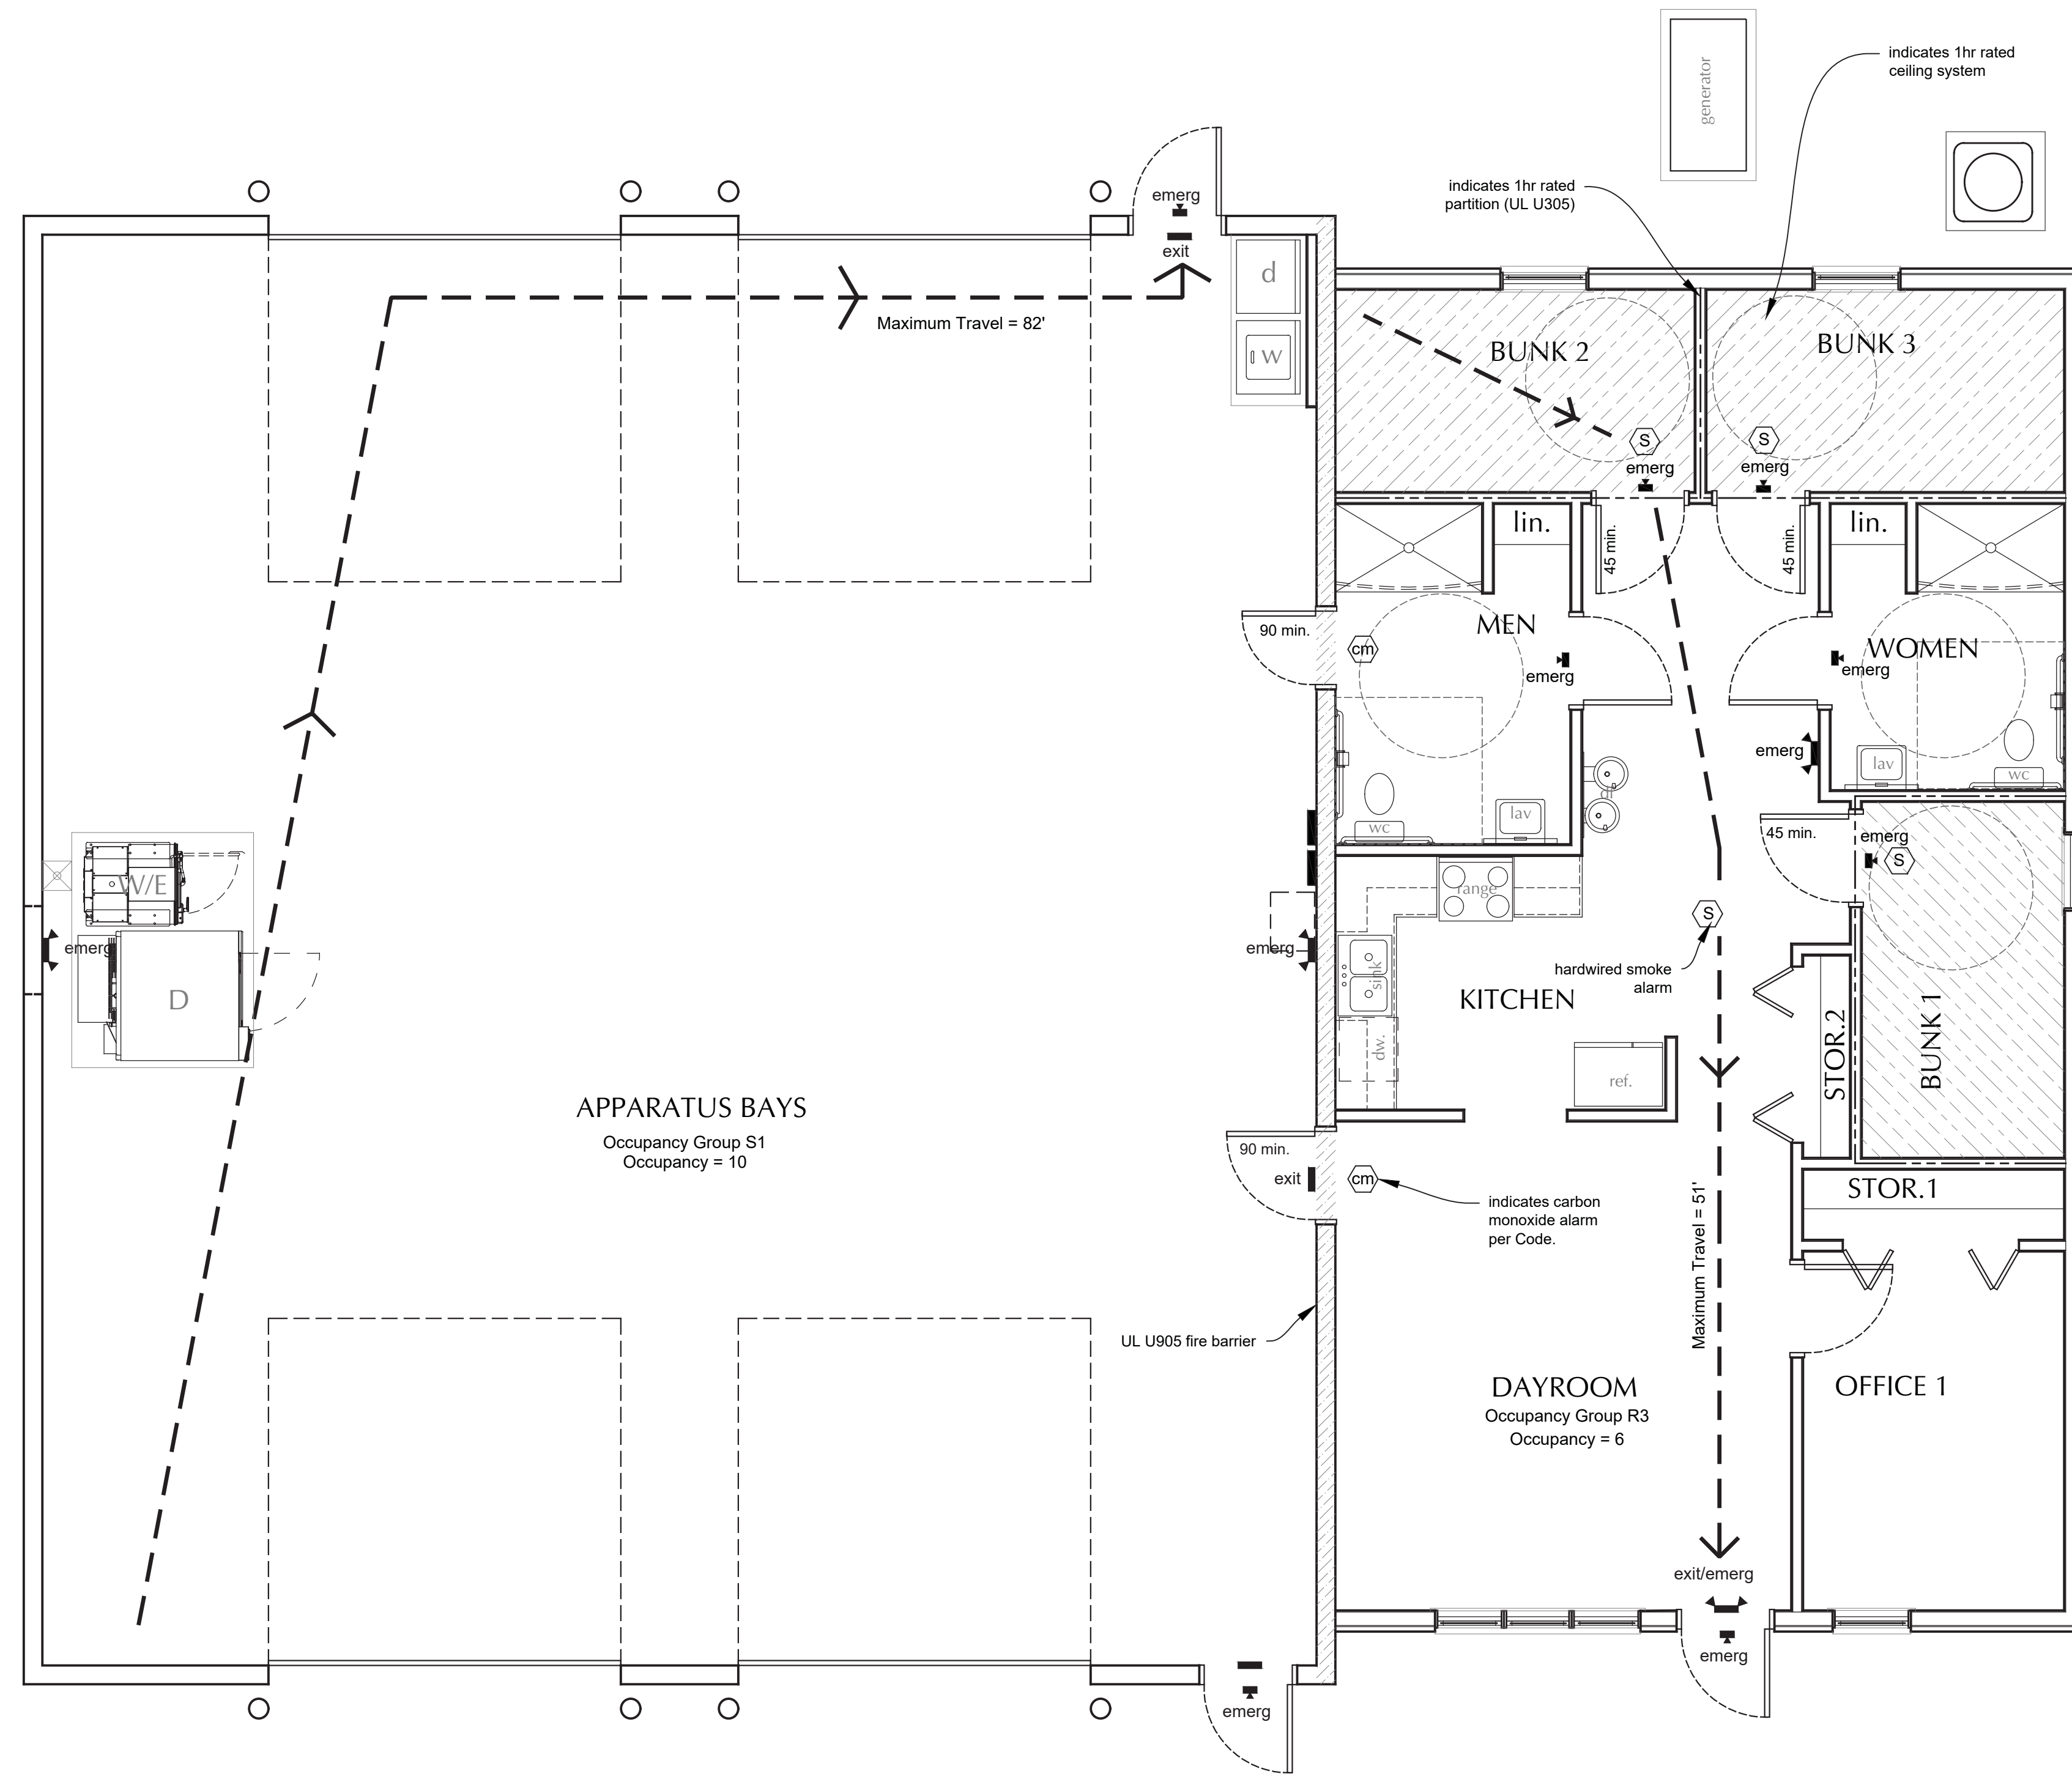 generator
indicates 1hr rated
ceiling system
indicates 1hr rated
partition (UL U305)
emerg
exit
Maximum Travel = 82'
d
w
BUNK 2
BUNK 3
S
emerg
S
emerg
lin.
lin.
45 min.
45 min.
90 min.
cm
MEN
emerg
WOMEN
emerg
emerg
lav
wc
lav
wc
df
45 min.
emerg
S
range
W/E
emerg
D
emerg
sink
S
hardwired smoke
alarm
KITCHEN
dw.
ref.
STOR.2
BUNK 1
APPARATUS BAYS
Occupancy Group S1
Occupancy = 10
90 min.
exit
cm
indicates carbon
monoxide alarm
per Code.
Maximum Travel = 51'
STOR.1
UL U905 fire barrier
DAYROOM
Occupancy Group R3
Occupancy = 6
OFFICE 1
exit/emerg
emerg
emerg